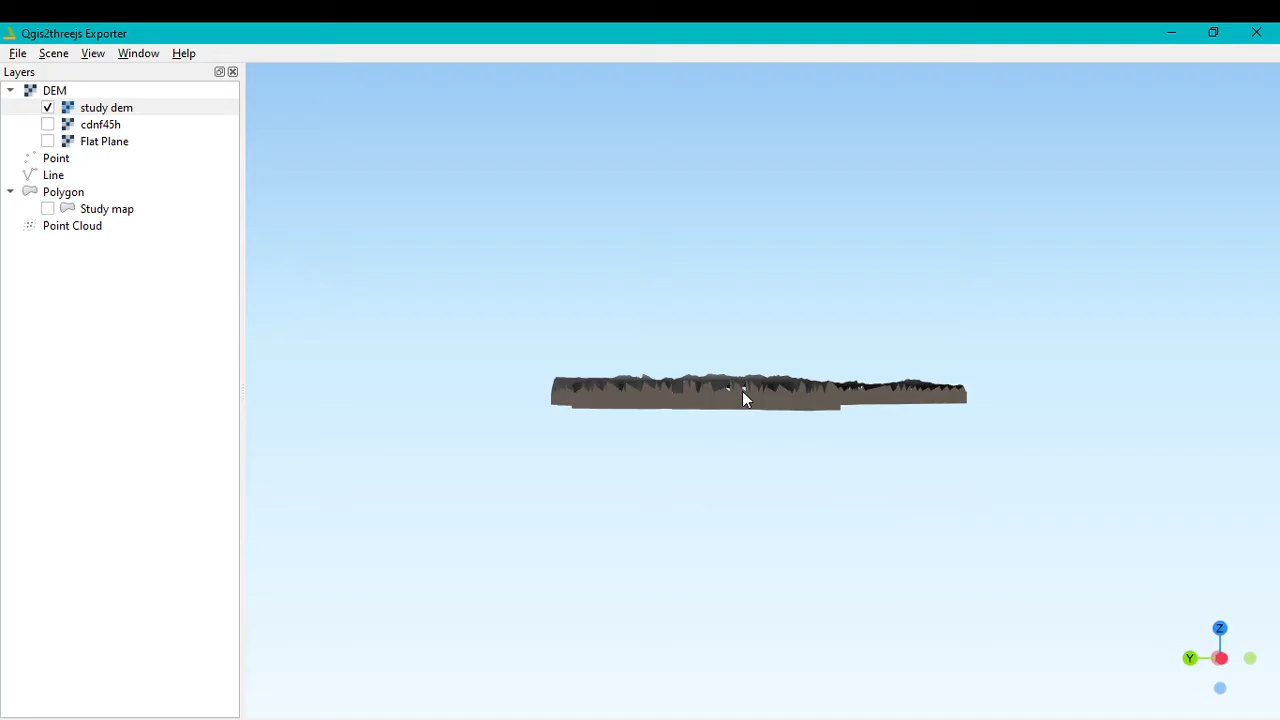 Qgis2threejs Exporter
File Scene View Window Help
Layers
DEM
study dem
cdnf45h
Flat Plane
Point
Line
Polygon
Study map
Point Cloud
Z
Y